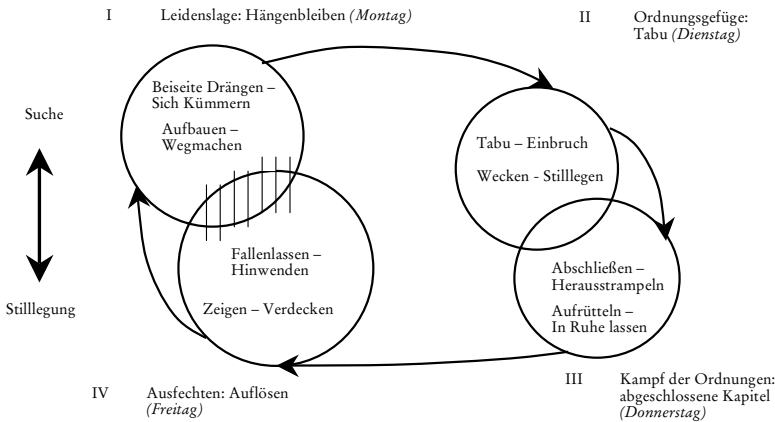 I
Leidenslage: Hängenbleiben (Montag)
II
Ordnungsgefüge:
Tabu (Dienstag)
Beiseite Drängen –
Sich Kümmern
Aufbauen –
Wegmachen
Suche
Tabu – Einbruch
Wecken - Stilllegen
Fallenlassen –
Hinwenden
Zeigen – Verdecken
Abschließen –
Herausstrampeln
Aufrütteln –
In Ruhe lassen
Stilllegung
IV
Ausfechten: Auflösen
(Freitag)
III
Kampf der Ordnungen:
abgeschlossene Kapitel
(Donnerstag)